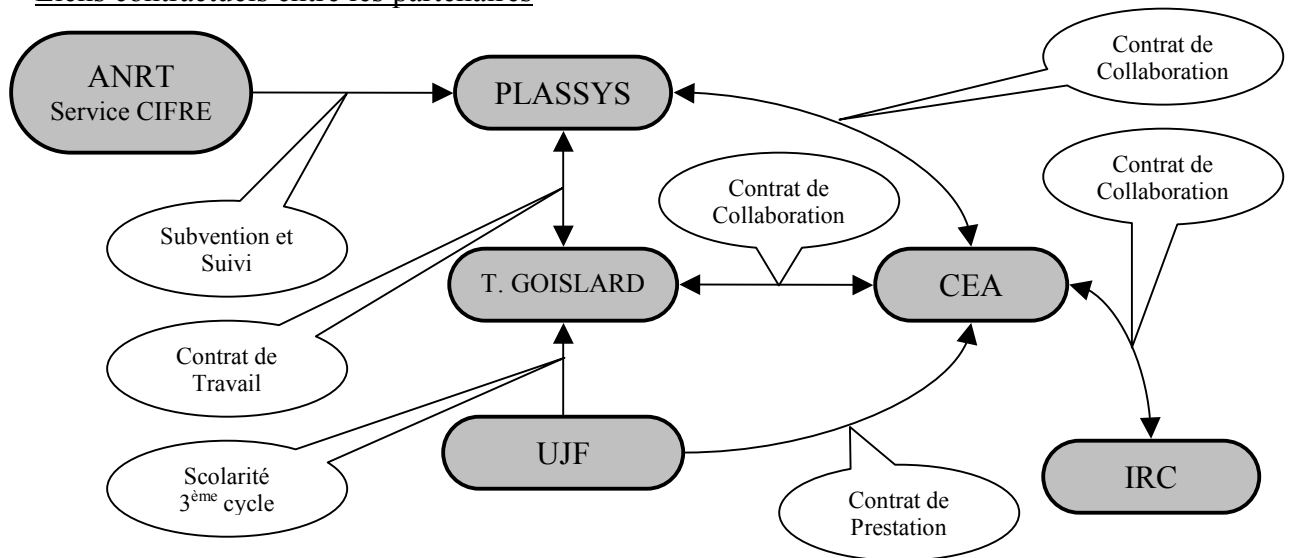 Liens contractuels entre les partenaires
Contrat de
Collaboration
ANRT
Service CIFRE
PLASSYS
Contrat de
Collaboration
Contrat de
Collaboration
Subvention et
Suivi
T. GOISLARD
CEA
Contrat de
Travail
UJF
IRC
Scolarité
3ème cycle
Contrat de
Prestation